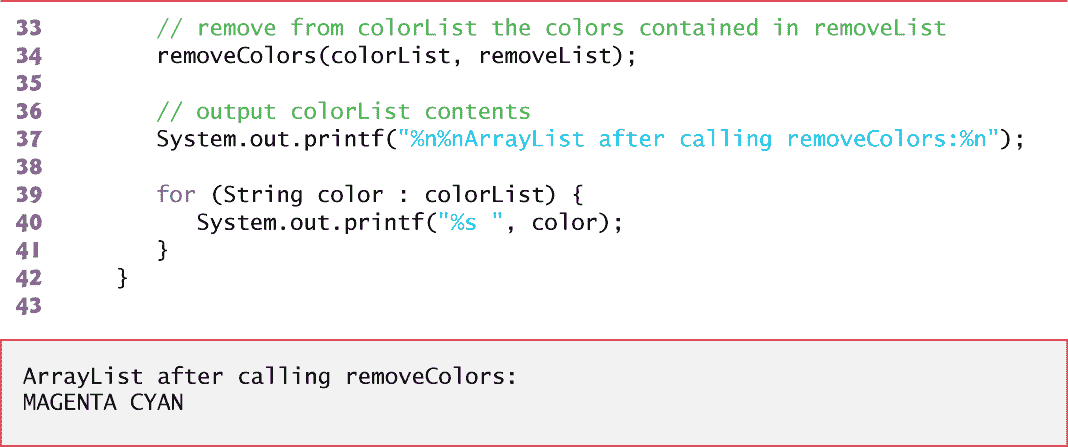 33 // remove from colorList the colors contained in removeList
34 removeColors(colorList, removeList);
35
36 // output colorList contents
37 System.out.printf("%n%nArrayList after calling removeColors:%n");
38
39 for (String color : colorList) {
40 System.out.printf("%s ", color);
41 }
42 }
43
ArrayList after calling removeColors:
MAGENTA CYAN